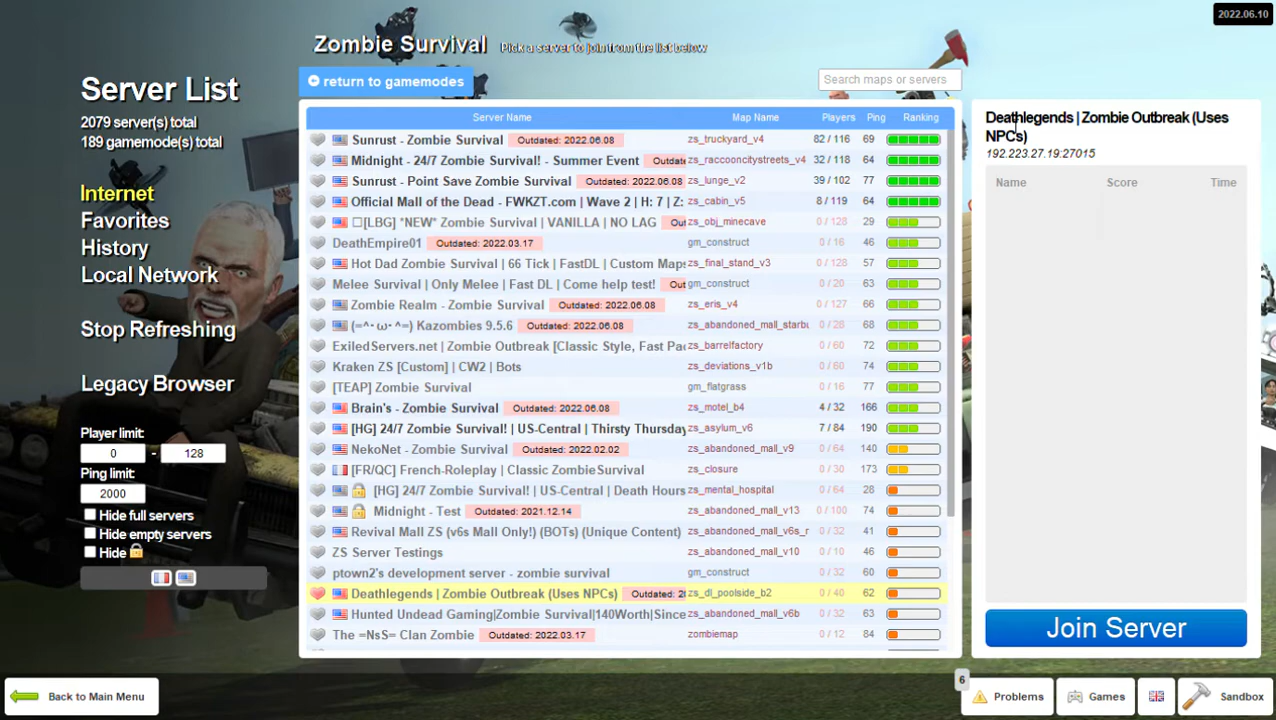 2022.06.10
Zombie Survival Pick a server to join from the list below
Server List
2079 server(s) total
189 gamemode(s) total
Internet
Favorites
History
Local Network
Stop Refreshing
Legacy Browser
Player limit:
0 - 128
Ping limit:
2000
Hide full servers
Hide empty servers
Hide
return to gamemodes
Search maps or servers
Server Name Map Name Players Ping Ranking
Sunrust - Zombie Survival Outdated: 2022.06.08 zs_truckyard_v4 82 / 116 69
Midnight - 24/7 Zombie Survival! - Summer Event Outdate zs_raccooncitystreets_v4 32 / 118 64
Sunrust - Point Save Zombie Survival Outdated: 2022.06.08 zs_lunge_v2 39 / 102 77
Official Mall of the Dead - FWKZT.com | Wave 2 | H: 7 | Z: zs_cabin_v5 8 / 119 64
□[LBG] *NEW* Zombie Survival | VANILLA | NO LAG Out zs_obj_minecave 0 / 128 29
DeathEmpire01 Outdated: 2022.03.17 gm_construct 0 / 16 46
Hot Dad Zombie Survival | 66 Tick | FastDL | Custom Maps zs_final_stand_v3 0 / 128 57
Melee Survival | Only Melee | Fast DL | Come help test! Out gm_construct 0 / 20 63
Zombie Realm - Zombie Survival Outdated: 2022.06.08 zs_eris_v4 0 / 127 66
(=^･ω･^=) Kazombies 9.5.6 Outdated: 2022.06.08 zs_abandoned_mall_starbu 0 / 28 68
ExiledServers.net | Zombie Outbreak [Classic Style, Fast Pac zs_barrelfactory 0 / 60 72
Kraken ZS [Custom] | CW2 | Bots zs_deviations_v1b 0 / 60 74
[TEAP] Zombie Survival gm_flatgrass 0 / 16 77
Brain's - Zombie Survival Outdated: 2022.06.08 zs_motel_b4 4 / 32 166
[HG] 24/7 Zombie Survival! | US-Central | Thirsty Thursday zs_asylum_v6 7 / 84 190
NekoNet - Zombie Survival Outdated: 2022.02.02 zs_abandoned_mall_v9 0 / 64 140
[FR/QC] French-Roleplay | Classic ZombieSurvival zs_closure 0 / 30 173
[HG] 24/7 Zombie Survival! | US-Central | Death Hours zs_mental_hospital 0 / 64 28
Midnight - Test Outdated: 2021.12.14 zs_abandoned_mall_v13 0 / 100 74
Revival Mall ZS (v6s Mall Only!) (BOTs) (Unique Content) zs_abandoned_mall_v6s_r 0 / 32 41
ZS Server Testings zs_abandoned_mall_v10 0 / 10 46
ptown2's development server - zombie survival gm_construct 0 / 32 60
Deathlegends | Zombie Outbreak (Uses NPCs) Outdated: 20 zs_dl_poolside_b2 0 / 40 62
Hunted Undead Gaming|Zombie Survival|140Worth|Since zs_abandoned_mall_v6b 0 / 32 63
The =NsS= Clan Zombie Outdated: 2022.03.17 zombiemap 0 / 12 84
Deathlegends | Zombie Outbreak (Uses
NPCs)
192.223.27.19:27015
Name Score Time
Join Server
Back to Main Menu
6
Problems
Games
Sandbox